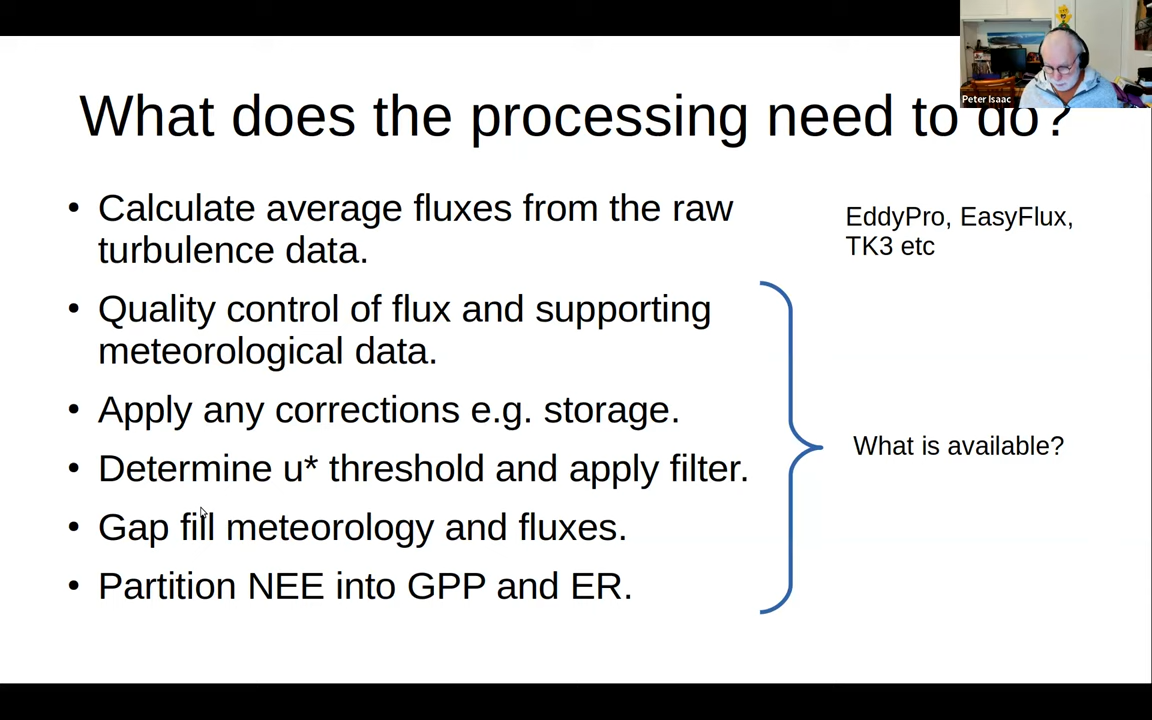 Peter Isaac
What does the processing need to do?
• Calculate average fluxes from the raw
turbulence data.
EddyPro, EasyFlux,
TK3 etc
• Quality control of flux and supporting
meteorological data.
• Apply any corrections e.g. storage.
What is available?
• Determine u* threshold and apply filter.
• Gap fill meteorology and fluxes.
• Partition NEE into GPP and ER.